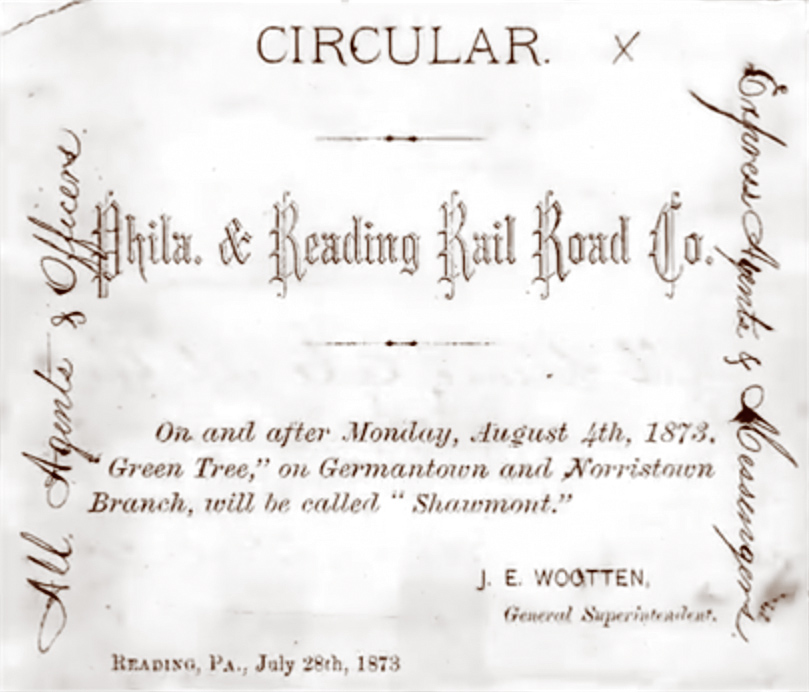 CIRCULAR. X
Phila. & Reading Rail Road Co.
On and after Monday, August 4th, 1873.
"Green Tree," on Germantown and Norristown
Branch, will be called "Shawmont."
J. E. WOOTTEN,
General Superintendent.
READING, PA., July 28th, 1873
All. Agents & Officers.
Express Agents & Messengers.